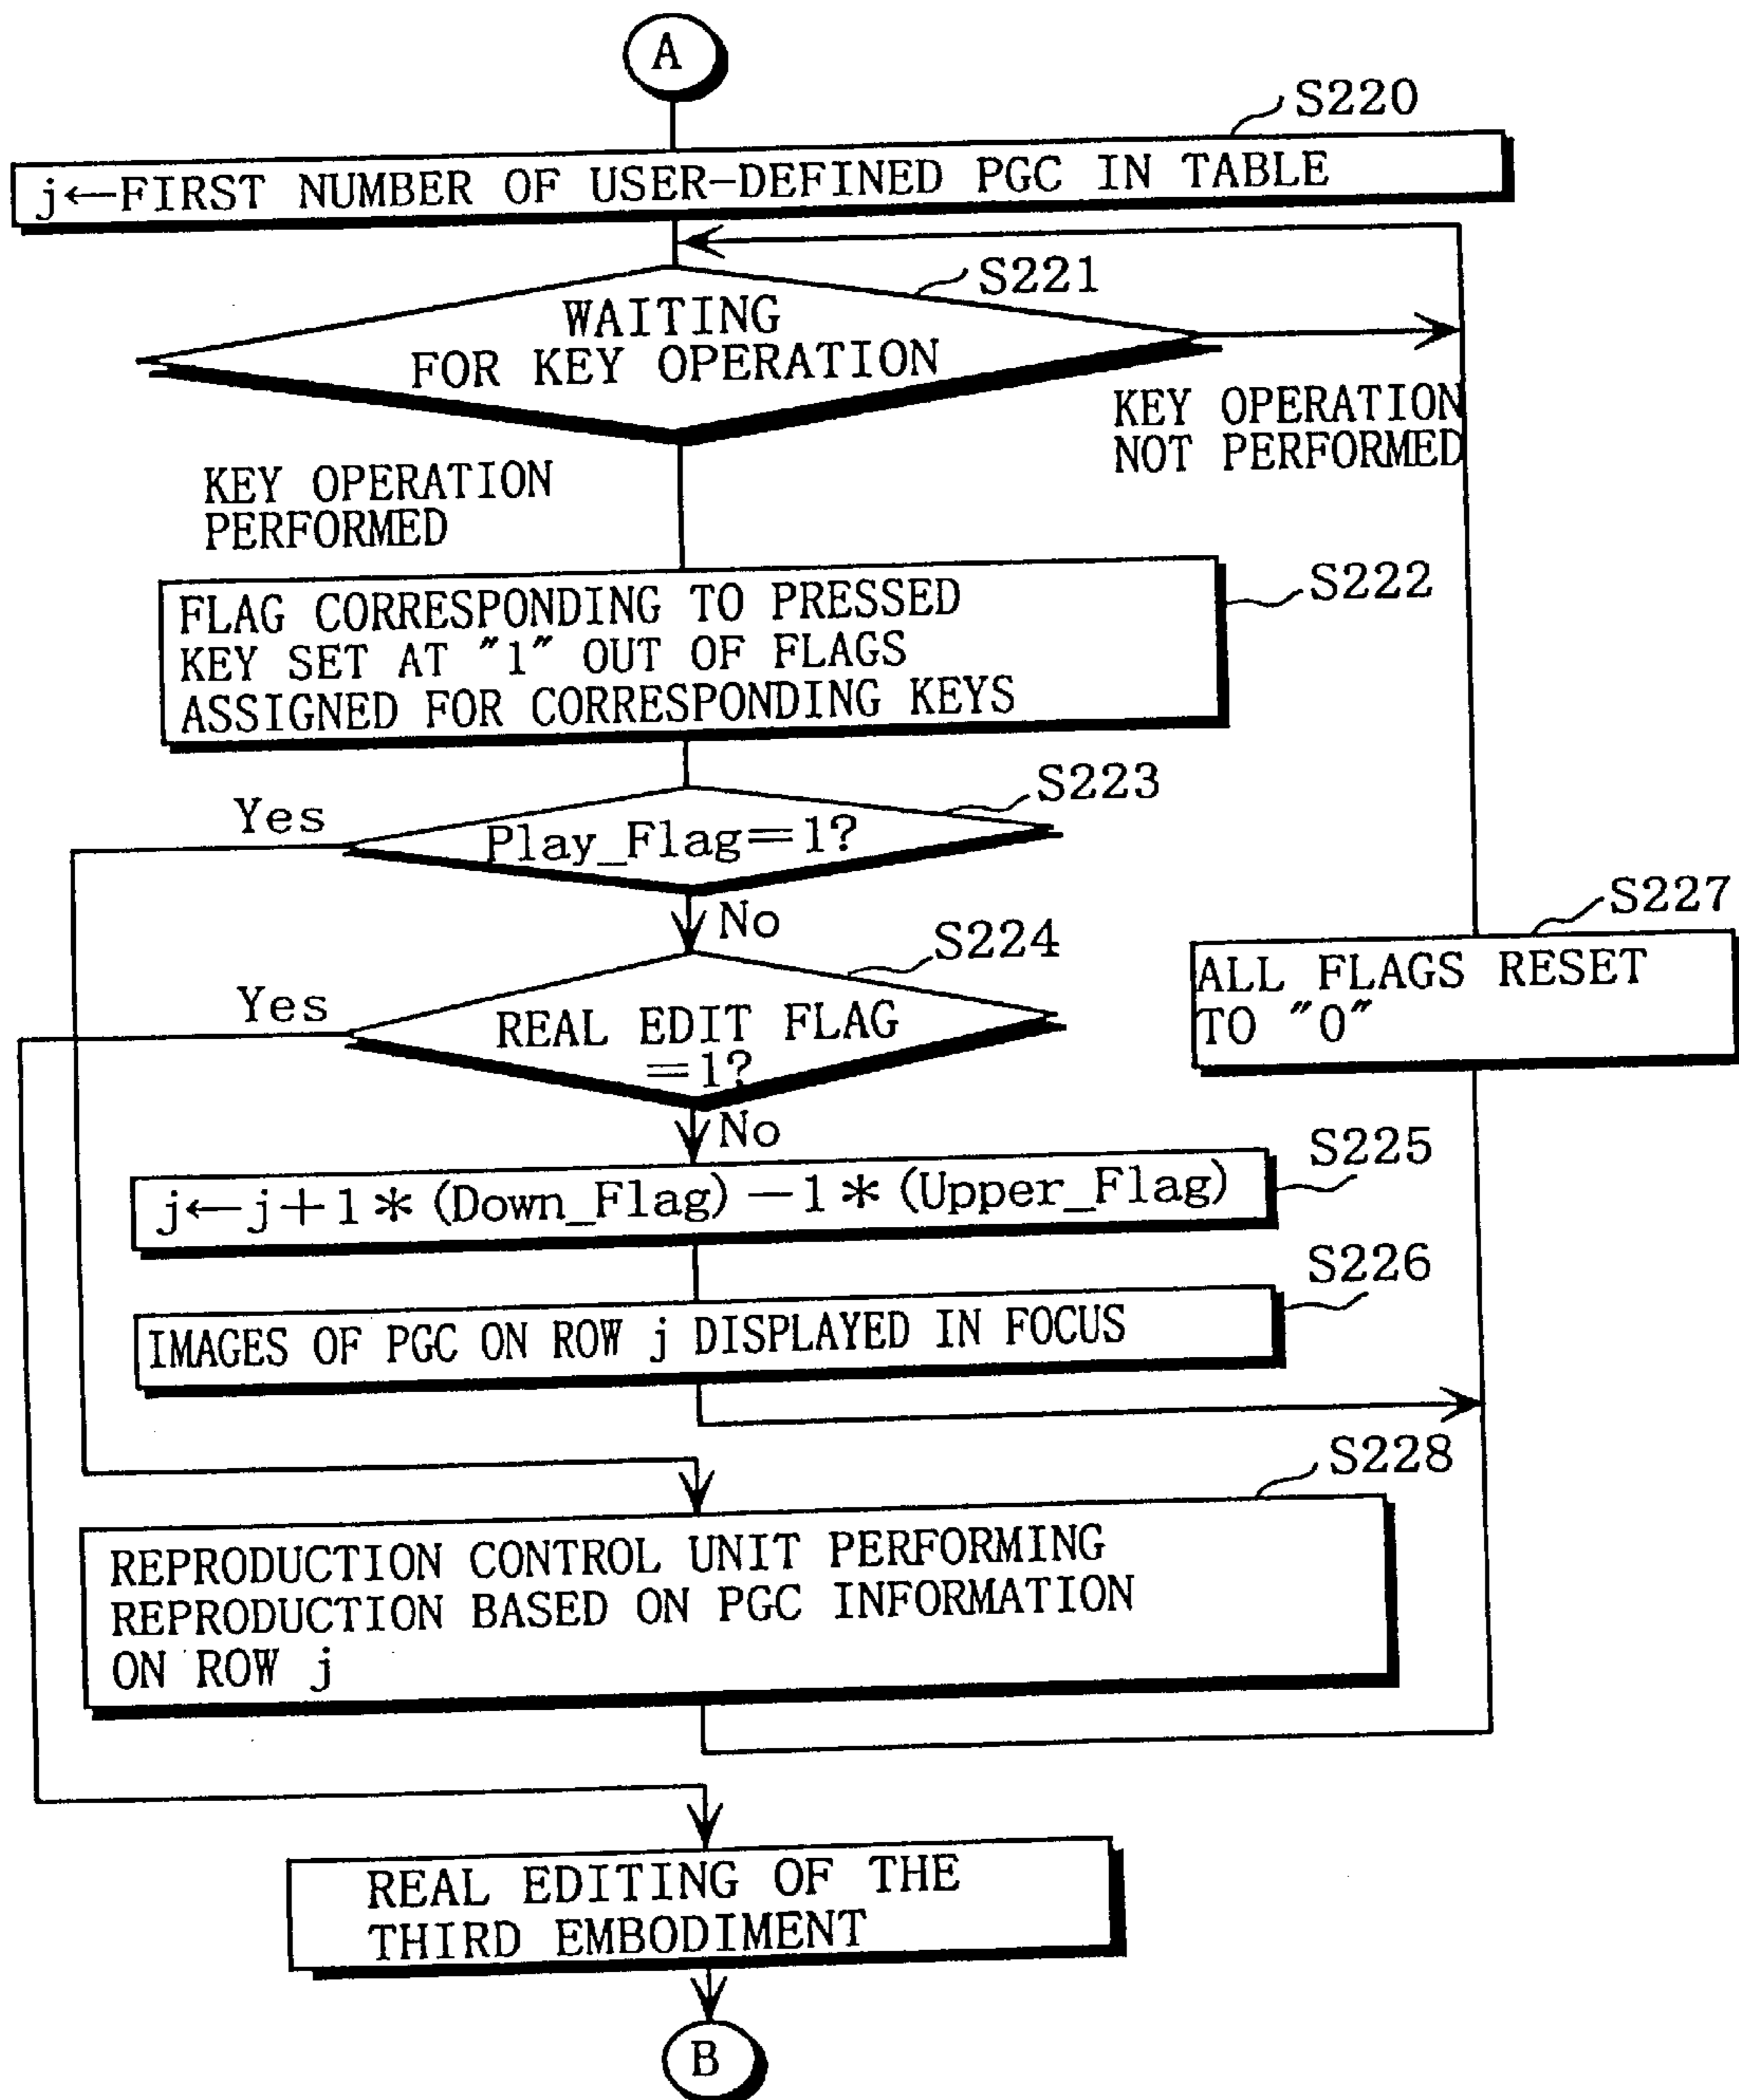 A
S220
j←FIRST NUMBER OF USER-DEFINED PGC IN TABLE
S221
WAITING
FOR KEY OPERATION
KEY OPERATION
NOT PERFORMED
KEY OPERATION
PERFORMED
S222
FLAG CORRESPONDING TO PRESSED
KEY SET AT "1" OUT OF FLAGS
ASSIGNED FOR CORRESPONDING KEYS
S223
Yes
Play_Flag=1?
No
S227
ALL FLAGS RESET
TO "0"
S224
Yes
REAL EDIT FLAG
=1?
No
S225
j←j+1*(Down_Flag)-1*(Upper_Flag)
S226
IMAGES OF PGC ON ROW j DISPLAYED IN FOCUS
S228
REPRODUCTION CONTROL UNIT PERFORMING
REPRODUCTION BASED ON PGC INFORMATION
ON ROW j
REAL EDITING OF THE
THIRD EMBODIMENT
B